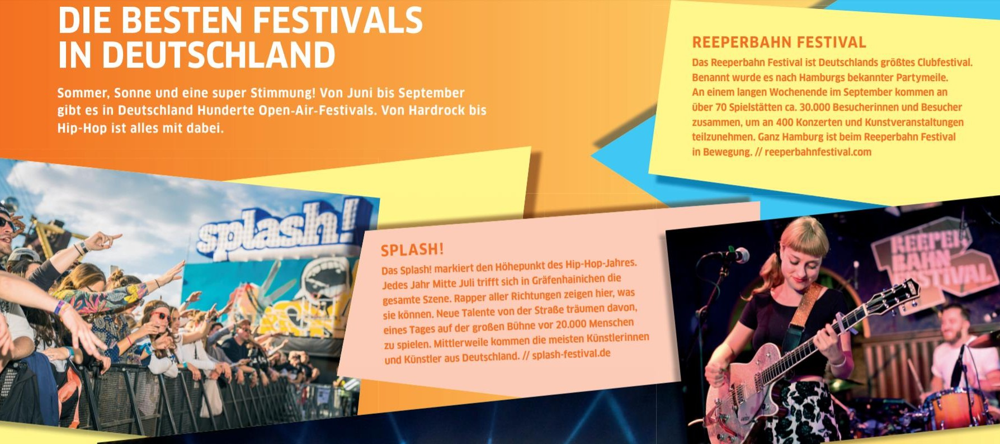 DIE BESTEN FESTIVALS
IN DEUTSCHLAND
Sommer, Sonne und eine super Stimmung! Von Juni bis September
gibt es in Deutschland Hunderte Open-Air-Festivals. Von Hardrock bis
Hip-Hop ist alles mit dabei.
REEPERBAHN FESTIVAL
Das Reeperbahn Festival ist Deutschlands größtes Clubfestival.
Benannt wurde es nach Hamburgs bekannter Partymeile.
An einem langen Wochenende im September kommen an
über 70 Spielstätten ca. 30.000 Besucherinnen und Besucher
zusammen, um an 400 Konzerten und Kunstveranstaltungen
teilzunehmen. Ganz Hamburg ist beim Reeperbahn Festival
in Bewegung. // reeperbahnfestival.com
splash!
SPLASH!
Das Splash! markiert den Höhepunkt des Hip-Hop-Jahres.
Jedes Jahr Mitte Juli trifft sich in Gräfenhainichen die
gesamte Szene. Rapper aller Richtungen zeigen hier, was
sie können. Neue Talente von der Straße träumen davon,
eines Tages auf der großen Bühne vor 20.000 Menschen
zu spielen. Mittlerweile kommen die meisten Künstlerinnen
und Künstler aus Deutschland. // splash-festival.de
REEPER
BAHN
FESTIVAL